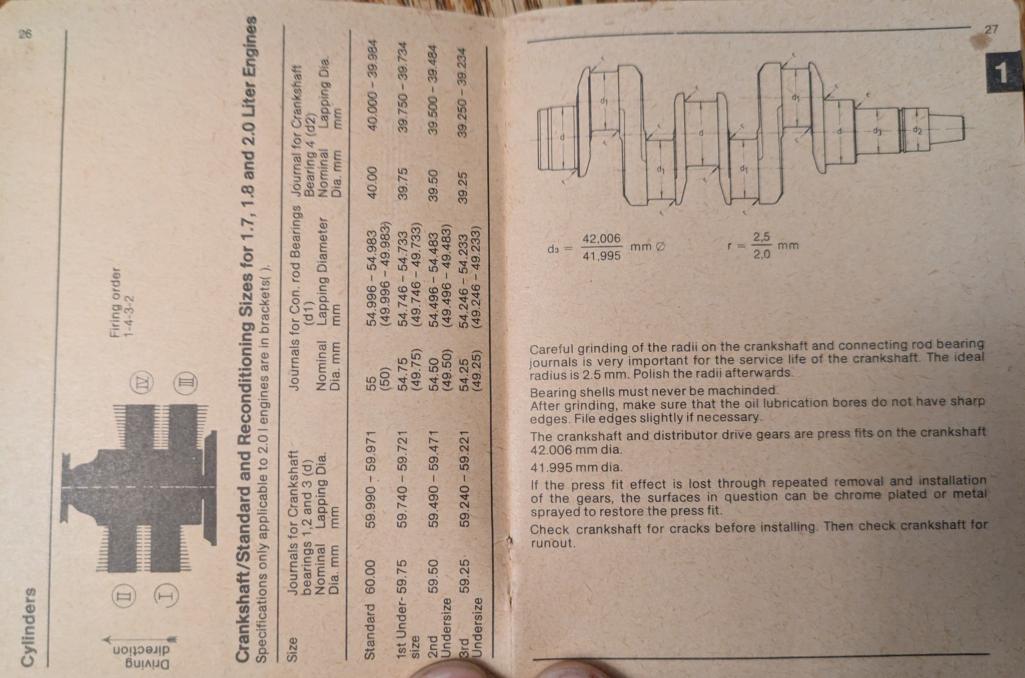 26
Cylinders
Driving
direction
II
I
IV
III
Firing order
1-4-3-2
Crankshaft/Standard and Reconditioning Sizes for 1.7, 1.8 and 2.0 Liter Engines
Specifications only applicable to 2.0 l engines are in brackets( ).
Size Journals for Crankshaft bearings 1,2 and 3 (d) Journals for Con. rod Bearings (d1) Journal for Crankshaft Bearing 4 (d2)
Nominal Dia. mm Lapping Dia. mm Nominal Dia. mm Lapping Diameter mm Nominal Dia. mm Lapping Dia. mm
Standard 60.00 59.990 – 59.971 55 54.996 – 54.983 40.00 40.000 – 39.984
(50) (49.996 – 49.983)
1st Under- 59.75 59.740 – 59.721 54.75 54.746 – 54.733 39.75 39.750 – 39.734
size (49.75) (49.746 – 49.733)
2nd 59.50 59.490 – 59.471 54.50 54.496 – 54.483 39.50 39.500 – 39.484
Undersize (49.50) (49.496 – 49.483)
3rd 59.25 59.240 – 59.221 54.25 54.246 – 54.233 39.25 39.250 – 39.234
Undersize (49.25) (49.246 – 49.233)
27
1
d d1 d1 d d1 d1 d d3 d2
d3 = 42,006 / 41,995 mm Ø r = 2,5 / 2,0 mm
Careful grinding of the radii on the crankshaft and connecting rod bearing
journals is very important for the service life of the crankshaft. The ideal
radius is 2.5 mm. Polish the radii afterwards.
Bearing shells must never be machinded.
After grinding, make sure that the oil lubrication bores do not have sharp
edges. File edges slightly if necessary.
The crankshaft and distributor drive gears are press fits on the crankshaft
42.006 mm dia.
41.995 mm dia.
If the press fit effect is lost through repeated removal and installation
of the gears, the surfaces in question can be chrome plated or metal
sprayed to restore the press fit.
Check crankshaft for cracks before installing. Then check crankshaft for
runout.